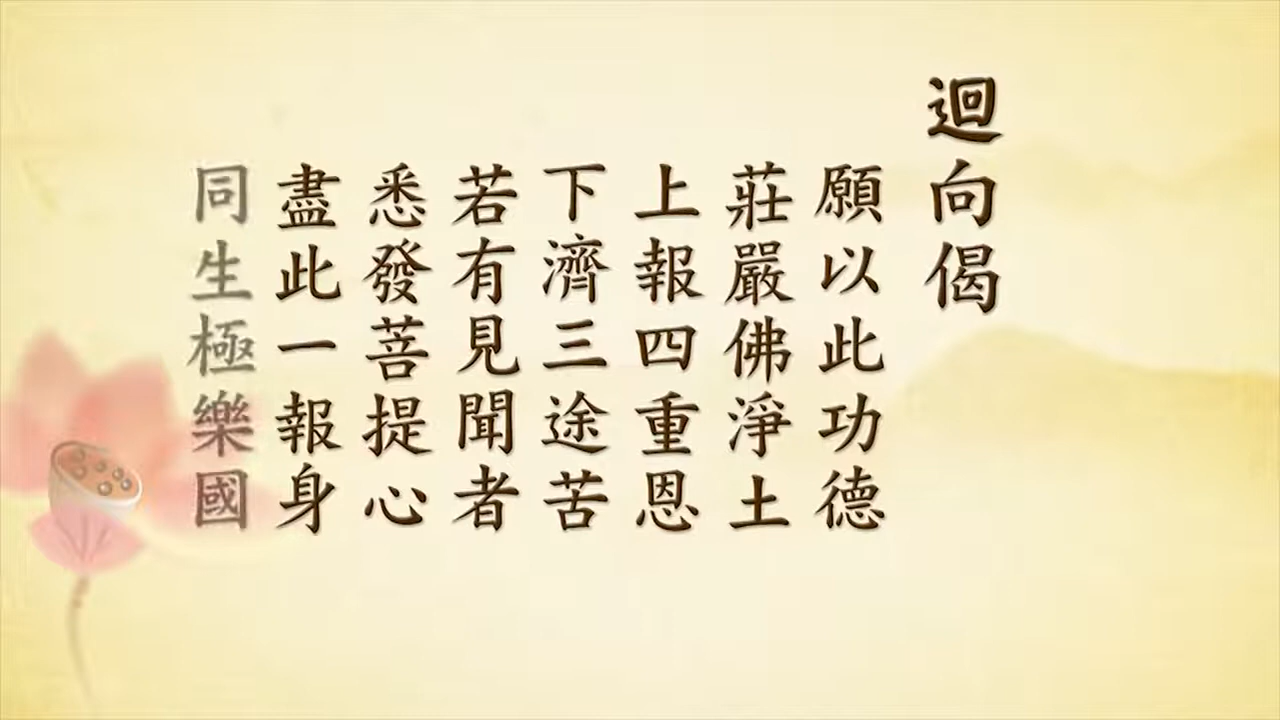 迴向偈
願以此功德
莊嚴佛淨土
上報四重恩
下濟三途苦
若有見聞者
悉發菩提心
盡此一報身
同生極樂國